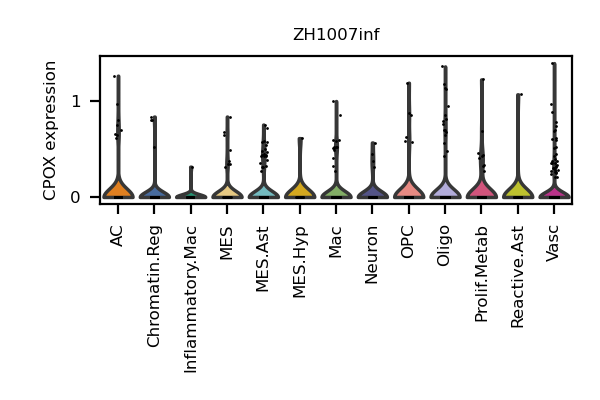 ZH1007inf
CPOX expression
1
0
AC
Chromatin.Reg
Inflammatory.Mac
MES
MES.Ast
MES.Hyp
Mac
Neuron
OPC
Oligo
Prolif.Metab
Reactive.Ast
Vasc